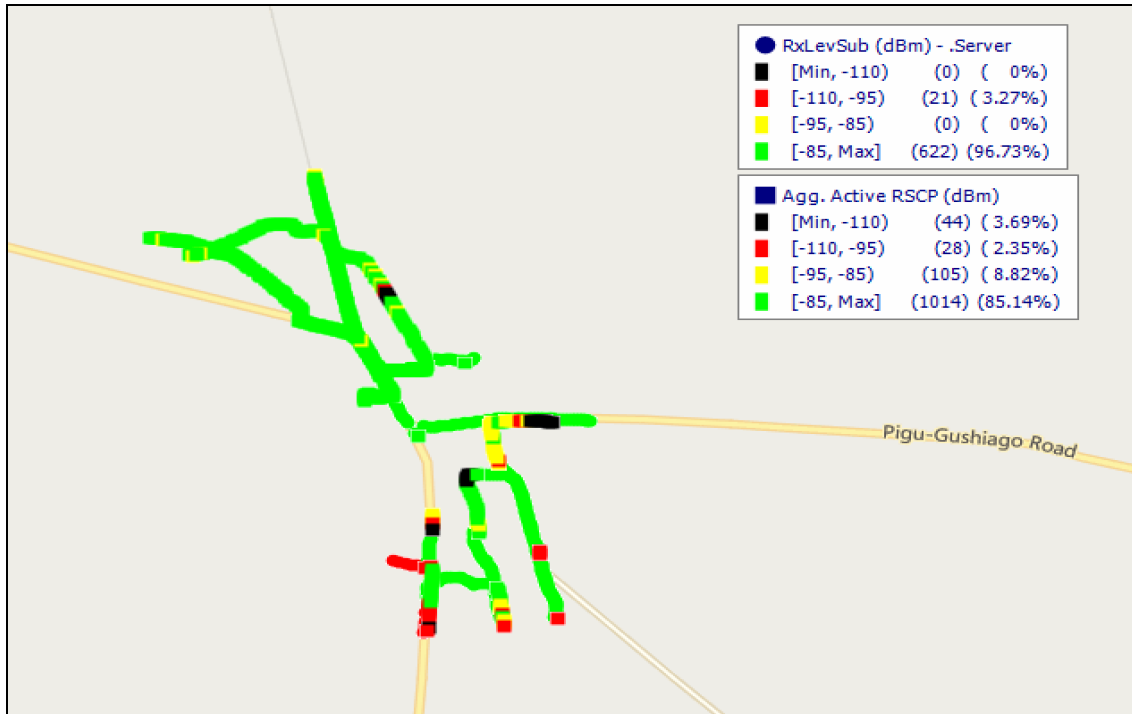 RxLevSub (dBm) - .Server
[Min, -110) (0) ( 0%)
[-110, -95) (21) ( 3.27%)
[-95, -85) (0) ( 0%)
[-85, Max] (622) (96.73%)
Agg. Active RSCP (dBm)
[Min, -110) (44) ( 3.69%)
[-110, -95) (28) ( 2.35%)
[-95, -85) (105) ( 8.82%)
[-85, Max] (1014) (85.14%)
Pigu-Gushiago Road